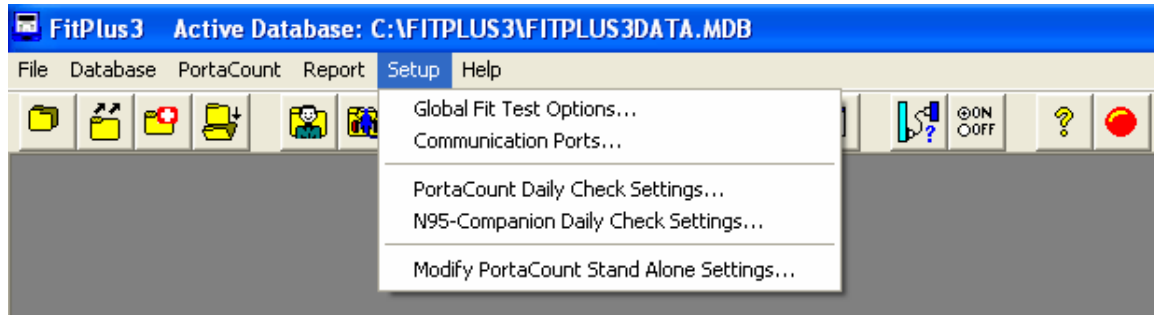 FitPlus3 Active Database: C:\FITPLUS3\FITPLUS3DATA.MDB
File Database PortaCount Report Setup Help
Global Fit Test Options...
Communication Ports...
? ON
OFF ?
PortaCount Daily Check Settings...
N95-Companion Daily Check Settings...
Modify PortaCount Stand Alone Settings...